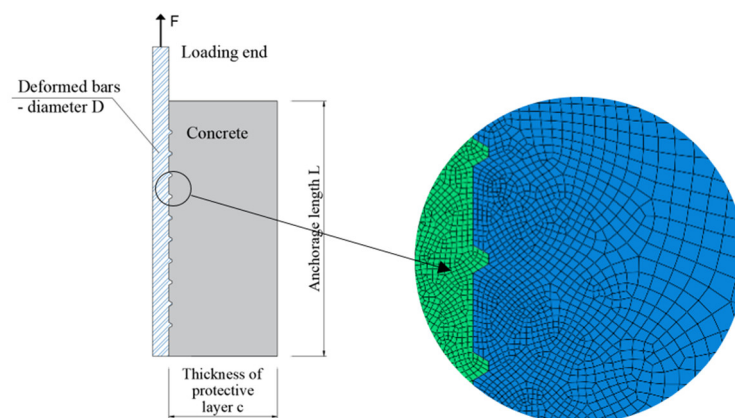 F
Loading end
Deformed bars
- diameter D
Concrete
Anchorage length L
Thickness of
protective
layer c